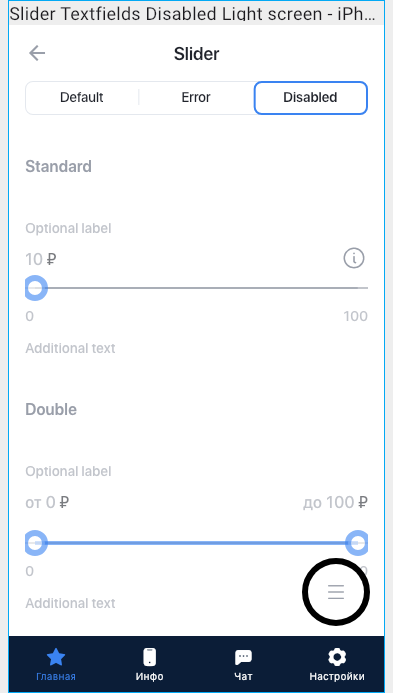 Slider Textfields Disabled Light screen - iPh...
Slider
Default Error Disabled
Standard
Optional label
10 ₽
0 100
Additional text
Double
Optional label
от 0 ₽ до 100 ₽
0
Additional text
Главная Инфо Чат Настройки